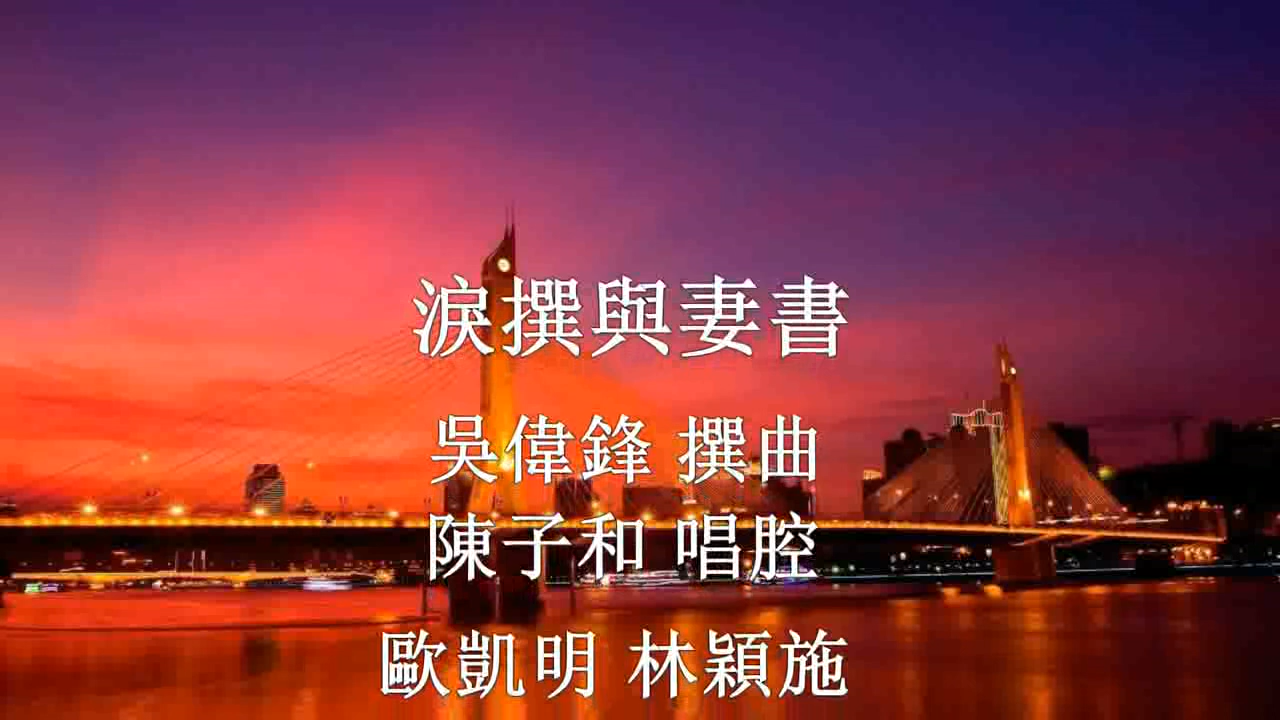 淚撰與妻書
吳偉鋒 撰曲
陳子和 唱腔
歐凱明 林穎施